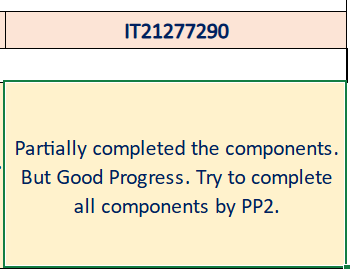 IT21277290
Partially completed the components.
But Good Progress. Try to complete
all components by PP2.